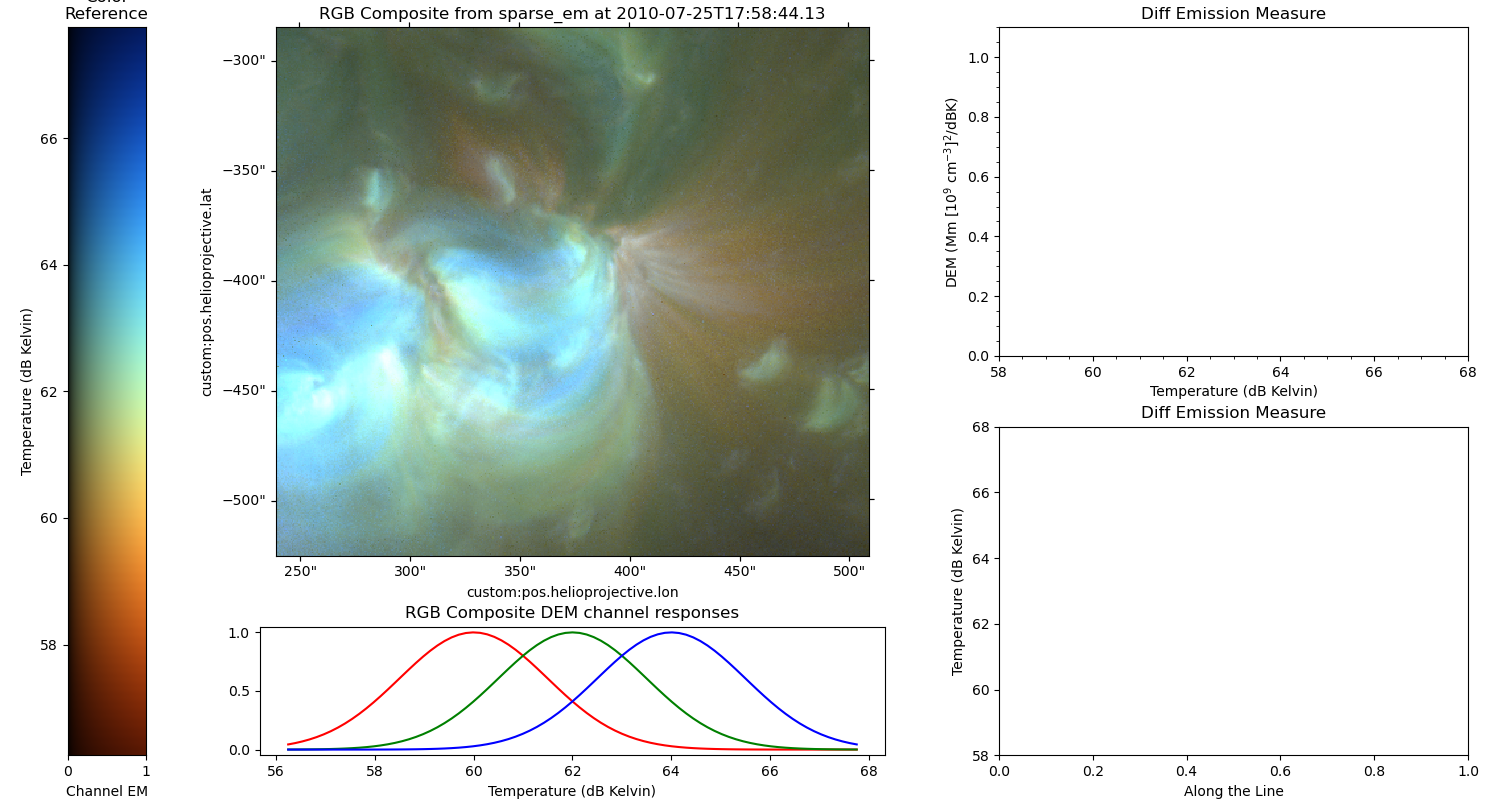 Reference
RGB Composite from sparse_em at 2010-07-25T17:58:44.13
Diff Emission Measure
66
64
62
60
58
Temperature (dB Kelvin)
0 1
Channel EM
−300"
−350"
−400"
−450"
−500"
custom:pos.helioprojective.lat
250" 300" 350" 400" 450" 500"
custom:pos.helioprojective.lon
1.0
0.8
0.6
0.4
0.2
0.0
DEM (Mm [10⁹ cm⁻³]²/dBK)
58 60 62 64 66 68
Temperature (dB Kelvin)
RGB Composite DEM channel responses
1.0
0.5
0.0
56 58 60 62 64 66 68
Temperature (dB Kelvin)
Diff Emission Measure
68
66
64
62
60
58
Temperature (dB Kelvin)
0.0 0.2 0.4 0.6 0.8 1.0
Along the Line